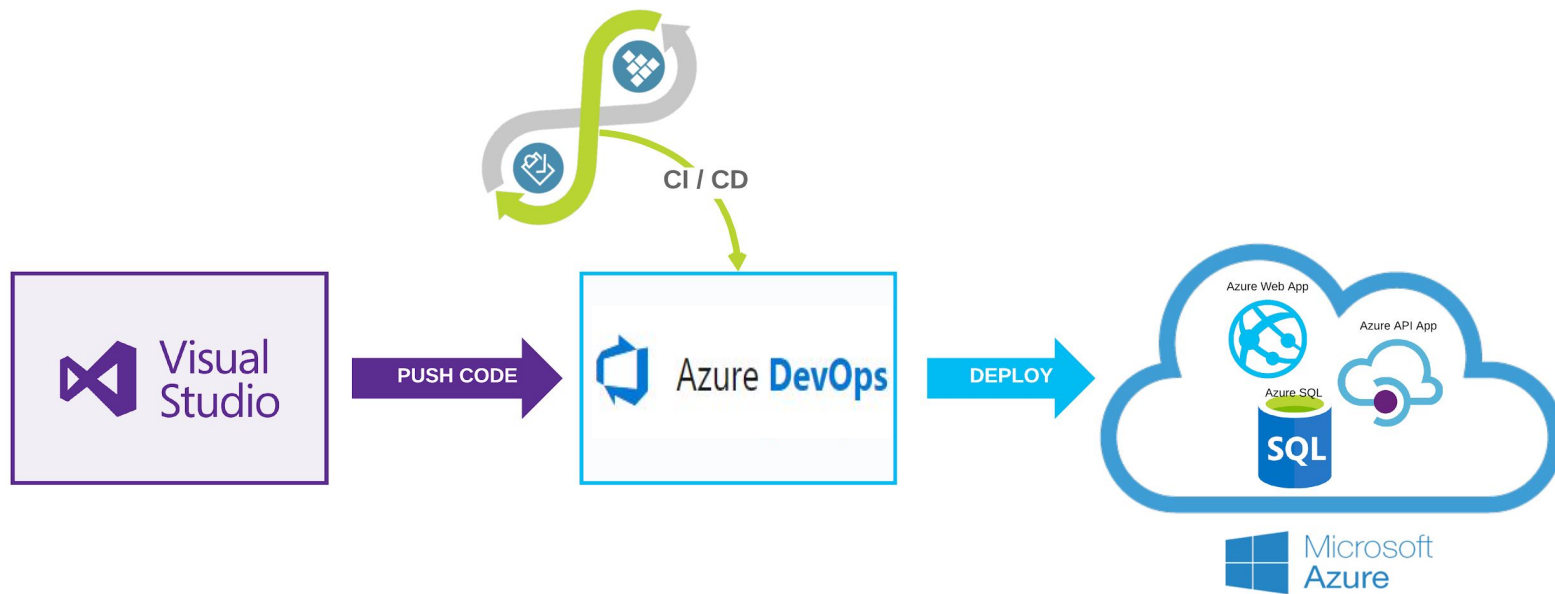 CI / CD
Visual
Studio
PUSH CODE
Azure DevOps
DEPLOY
Azure Web App
Azure API App
Azure SQL
SQL
Microsoft
Azure